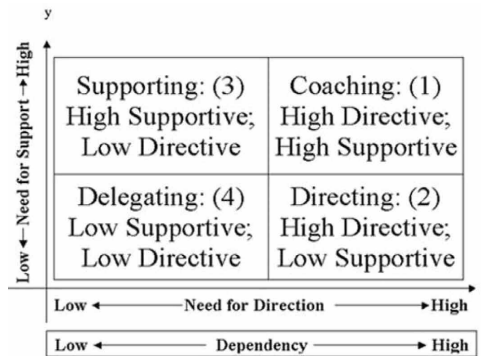 y
Low ← Need for Support → High
Supporting: (3)
High Supportive;
Low Directive
Coaching: (1)
High Directive;
High Supportive
Delegating: (4)
Low Supportive;
Low Directive
Directing: (2)
High Directive;
Low Supportive
Low ← Need for Direction → High
Low ← Dependency → High